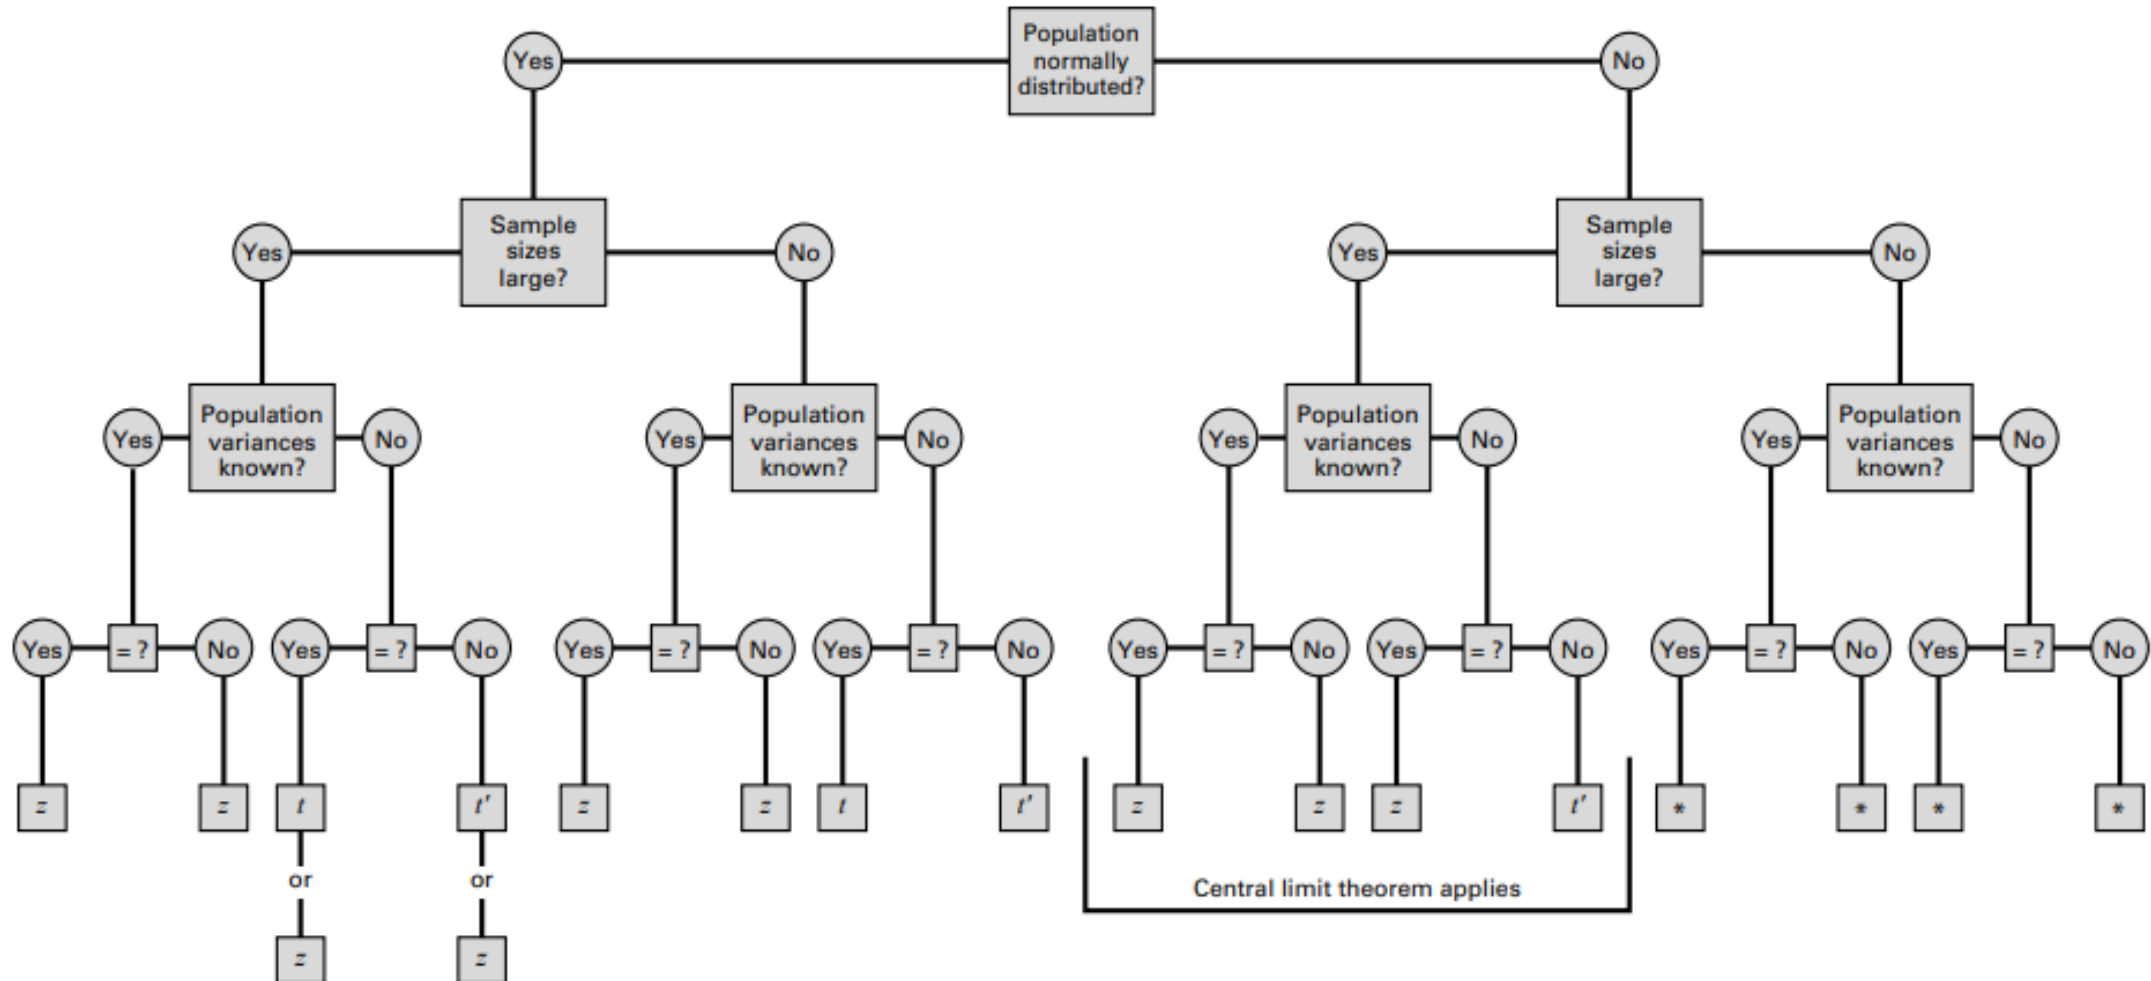 Population
normally
distributed?
Yes
No
Sample
sizes
large?
Yes
No
Sample
sizes
large?
Yes
No
Population
variances
known?
Yes
No
Population
variances
known?
Yes
No
Population
variances
known?
Yes
No
Population
variances
known?
Yes
No
Yes
= ?
No
Yes
= ?
No
Yes
= ?
No
Yes
= ?
No
Yes
= ?
No
Yes
= ?
No
Yes
= ?
No
Yes
= ?
No
z
z
t
t′
z
z
t
t′
z
z
z
t′
*
*
*
*
or
or
Central limit theorem applies
z
z